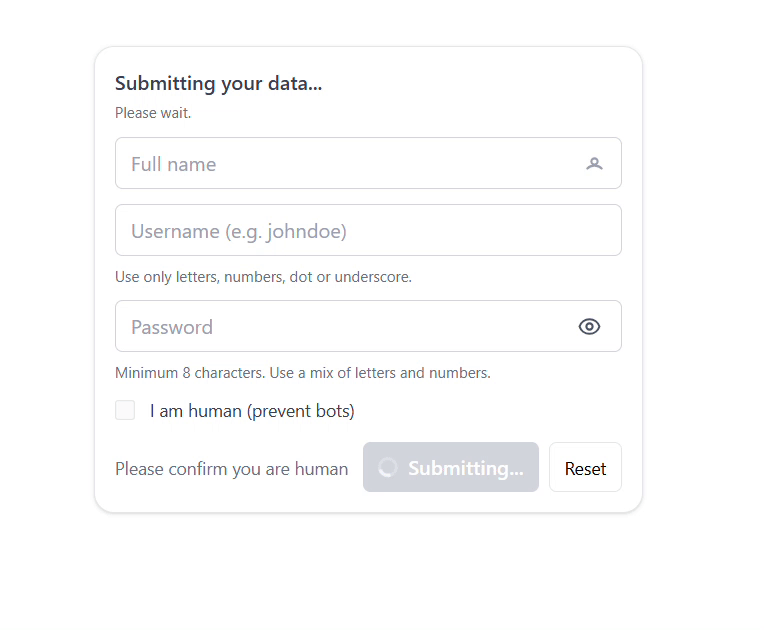 Submitting your data...
Please wait.
Full name
Username (e.g. johndoe)
Use only letters, numbers, dot or underscore.
Password
Minimum 8 characters. Use a mix of letters and numbers.
I am human (prevent bots)
Please confirm you are human Submitting... Reset